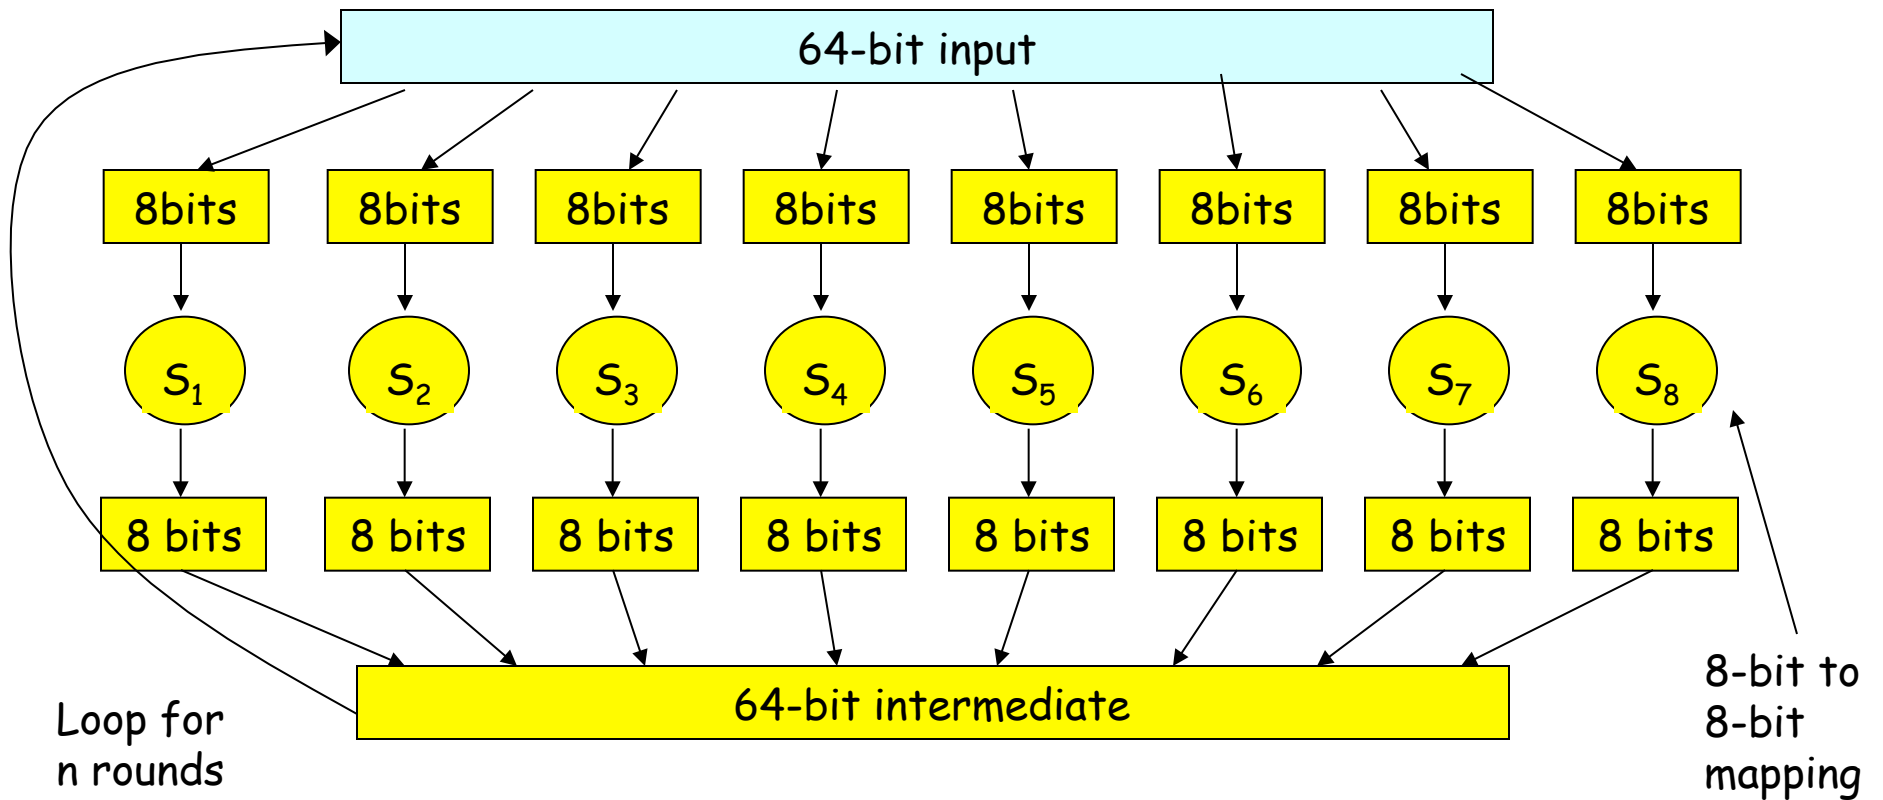 64-bit input
8bits 8bits 8bits 8bits 8bits 8bits 8bits 8bits
S1 S2 S3 S4 S5 S6 S7 S8
8 bits 8 bits 8 bits 8 bits 8 bits 8 bits 8 bits 8 bits
64-bit intermediate
Loop for
n rounds
8-bit to
8-bit
mapping